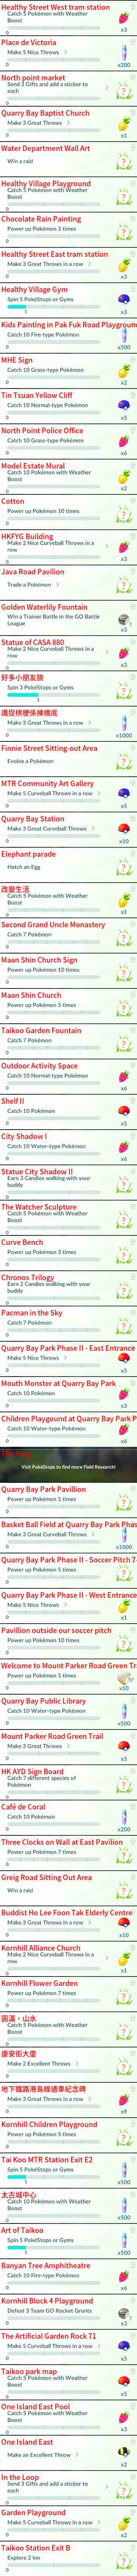 Healthy Street West tram station
Catch 5 Pokémon with Weather
Boost
0
x3
Place de Victoria
Make 5 Nice Throws
0
x200
North point market
Send 3 Gifts and add a sticker to
each
0
Quarry Bay Baptist Church
Make 3 Great Throws
0
x1
Water Department Wall Art
Win a raid
0
Healthy Village Playground
Catch 5 Pokémon with Weather
Boost
0
Chocolate Rain Painting
Power up Pokémon 3 times
0
Healthy Street East tram station
Make 3 Great Throws in a row
0
x3
Healthy Village Gym
Spin 5 PokéStops or Gyms
1
x3
Kids Painting in Pak Fuk Road Playground
Catch 10 Fire-type Pokémon
0
x500
MHE Sign
Catch 10 Grass-type Pokémon
0
x2
Tin Tsuan Yellow Cliff
Catch 10 Normal-type Pokémon
0
x5
North Point Police Office
Catch 10 Grass-type Pokémon
0
x6
Model Estate Mural
Catch 10 Pokémon with Weather
Boost
0
x2
Cotton
Power up Pokémon 10 times
0
HKFYG Building
Make 2 Nice Curveball Throws in a
row
0
x3
Java Road Pavilion
Trade a Pokémon
0
Golden Waterlily Fountain
Win a Trainer Battle in the GO Battle
League
0
x3
Statue of CASA 880
Make 2 Nice Curveball Throws in a
row
0
x3
好多小朋友臉
Spin 3 PokéStops or Gyms
1
識捉棋梗係揀橋底
Make 3 Great Throws in a row
0
x1000
Finnie Street Sitting-out Area
Evolve a Pokémon
0
MTR Community Art Gallery
Make 5 Curveball Throws in a row
0
x5
Quarry Bay Station
Make 3 Great Curveball Throws
0
x10
Elephant parade
Hatch an Egg
0
改變生活
Catch 5 Pokémon with Weather
Boost
0
x1
Second Grand Uncle Monastery
Catch 7 Pokémon
0
Maan Shin Church Sign
Power up Pokémon 10 times
0
Maan Shin Church
Power up Pokémon 5 times
0
Taikoo Garden Fountain
Catch 7 Pokémon
0
Outdoor Activity Space
Catch 10 Normal-type Pokémon
0
x6
Shelf II
Catch 10 Pokémon
0
x5
City Shadow I
Catch 10 Water-type Pokémon
0
x6
Statue City Shadow II
Earn 3 Candies walking with your
buddy
0
The Watcher Sculpture
Catch 5 Pokémon with Weather
Boost
0
Curve Bench
Power up Pokémon 3 times
0
Chronos Trilogy
Earn 2 Candies walking with your
buddy
0
Pacman in the Sky
Catch 7 Pokémon
0
Quarry Bay Park Phase II - East Entrance
Make 5 Nice Throws
0
x5
Mouth Monster at Quarry Bay Park
Catch 10 Pokémon
0
x3
Children Playgound at Quarry Bay Park P
Catch 10 Water-type Pokémon
0
x6
Visit PokéStops to find more Field Research!
Quarry Bay Park Pavillion
Power up Pokémon 5 times
0
Basket Ball Field at Quarry Bay Park Phas
Make 3 Great Curveball Throws
0
x1000
Quarry Bay Park Phase II - Soccer Pitch 7-
Power up Pokémon 5 times
0
Quarry Bay Park Phase II - West Entrance
Make 5 Nice Throws
0
x1
Pavillion outside our soccer pitch
Power up Pokémon 10 times
0
Welcome to Mount Parker Road Green Tr
Power up Pokémon 5 times
0
x10
Quarry Bay Public Library
Catch 10 Water-type Pokémon
0
x500
Mount Parker Road Green Trail
Make 3 Great Throws
0
x5
HK AYD Sign Board
Catch 7 different species of
Pokémon
0
Café de Coral
Catch 10 Pokémon
0
x200
Three Clocks on Wall at East Pavilion
Power up Pokémon 7 times
0
Greig Road Sitting Out Area
Win a raid
0
Buddist Ho Lee Foon Tak Elderly Centre
Make 3 Great Throws in a row
0
x10
Kornhill Alliance Church
Make 2 Nice Curveball Throws in a
row
0
x1
Kornhill Flower Garden
Power up Pokémon 7 times
0
圓滿，山水
Catch 5 Pokémon with Weather
Boost
0
康安街大廈
Make 2 Excellent Throws
0
地下鐵路港島線通車紀念碑
Make 3 Great Throws in a row
0
x9
Kornhill Children Playground
Power up Pokémon 5 times
0
Tai Koo MTR Station Exit E2
Spin 5 PokéStops or Gyms
1
x500
太古城中心
Catch 10 Pokémon with Weather
Boost
0
x500
Art of Taikoo
Spin 5 PokéStops or Gyms
1
x500
Banyan Tree Amphitheatre
Catch 10 Fire-type Pokémon
0
x6
Kornhill Block 4 Playground
Defeat 3 Team GO Rocket Grunts
0
x3
The Artificial Garden Rock 71
Make 5 Curveball Throws in a row
0
x5
Taikoo park map
Catch 5 Pokémon with Weather
Boost
0
x5
One Island East Pool
Catch 5 Pokémon with Weather
Boost
0
x3
One Island East
Make an Excellent Throw
0
x2
In the Loop
Send 3 Gifts and add a sticker to
each
0
Garden Playground
Make 5 Curveball Throws in a row
0
x2
Taikoo Station Exit B
Explore 2 km
0